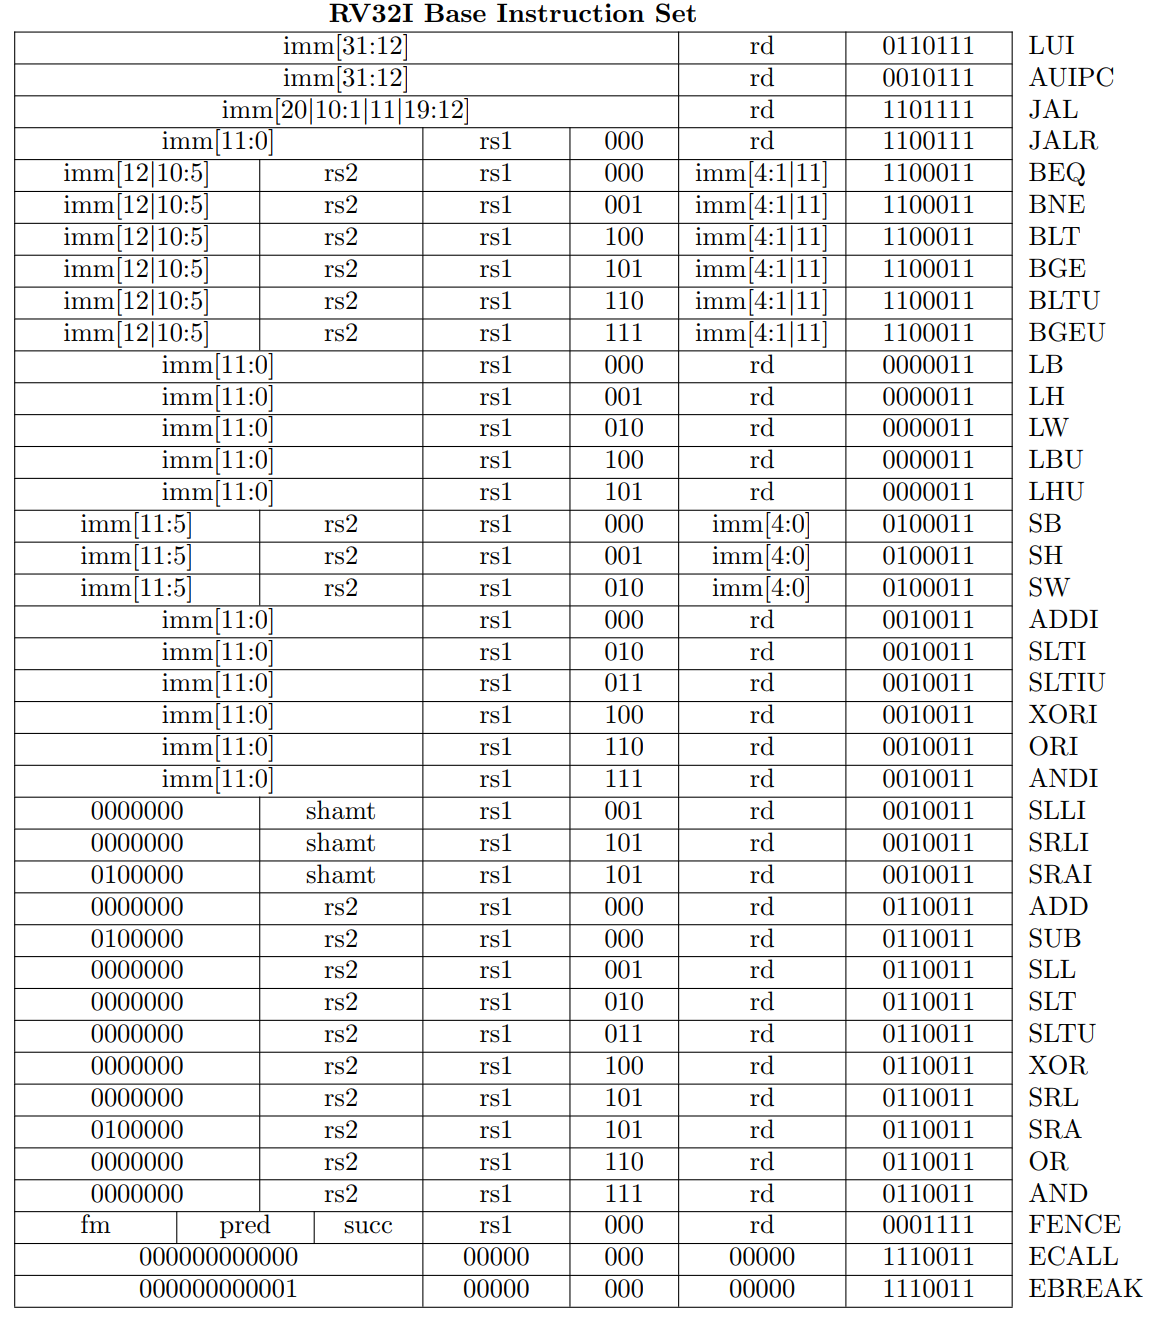 RV32I Base Instruction Set
imm[31:12] rd 0110111 LUI
imm[31:12] rd 0010111 AUIPC
imm[20|10:1|11|19:12] rd 1101111 JAL
imm[11:0] rs1 000 rd 1100111 JALR
imm[12|10:5] rs2 rs1 000 imm[4:1|11] 1100011 BEQ
imm[12|10:5] rs2 rs1 001 imm[4:1|11] 1100011 BNE
imm[12|10:5] rs2 rs1 100 imm[4:1|11] 1100011 BLT
imm[12|10:5] rs2 rs1 101 imm[4:1|11] 1100011 BGE
imm[12|10:5] rs2 rs1 110 imm[4:1|11] 1100011 BLTU
imm[12|10:5] rs2 rs1 111 imm[4:1|11] 1100011 BGEU
imm[11:0] rs1 000 rd 0000011 LB
imm[11:0] rs1 001 rd 0000011 LH
imm[11:0] rs1 010 rd 0000011 LW
imm[11:0] rs1 100 rd 0000011 LBU
imm[11:0] rs1 101 rd 0000011 LHU
imm[11:5] rs2 rs1 000 imm[4:0] 0100011 SB
imm[11:5] rs2 rs1 001 imm[4:0] 0100011 SH
imm[11:5] rs2 rs1 010 imm[4:0] 0100011 SW
imm[11:0] rs1 000 rd 0010011 ADDI
imm[11:0] rs1 010 rd 0010011 SLTI
imm[11:0] rs1 011 rd 0010011 SLTIU
imm[11:0] rs1 100 rd 0010011 XORI
imm[11:0] rs1 110 rd 0010011 ORI
imm[11:0] rs1 111 rd 0010011 ANDI
0000000 shamt rs1 001 rd 0010011 SLLI
0000000 shamt rs1 101 rd 0010011 SRLI
0100000 shamt rs1 101 rd 0010011 SRAI
0000000 rs2 rs1 000 rd 0110011 ADD
0100000 rs2 rs1 000 rd 0110011 SUB
0000000 rs2 rs1 001 rd 0110011 SLL
0000000 rs2 rs1 010 rd 0110011 SLT
0000000 rs2 rs1 011 rd 0110011 SLTU
0000000 rs2 rs1 100 rd 0110011 XOR
0000000 rs2 rs1 101 rd 0110011 SRL
0100000 rs2 rs1 101 rd 0110011 SRA
0000000 rs2 rs1 110 rd 0110011 OR
0000000 rs2 rs1 111 rd 0110011 AND
fm pred succ rs1 000 rd 0001111 FENCE
000000000000 00000 000 00000 1110011 ECALL
000000000001 00000 000 00000 1110011 EBREAK